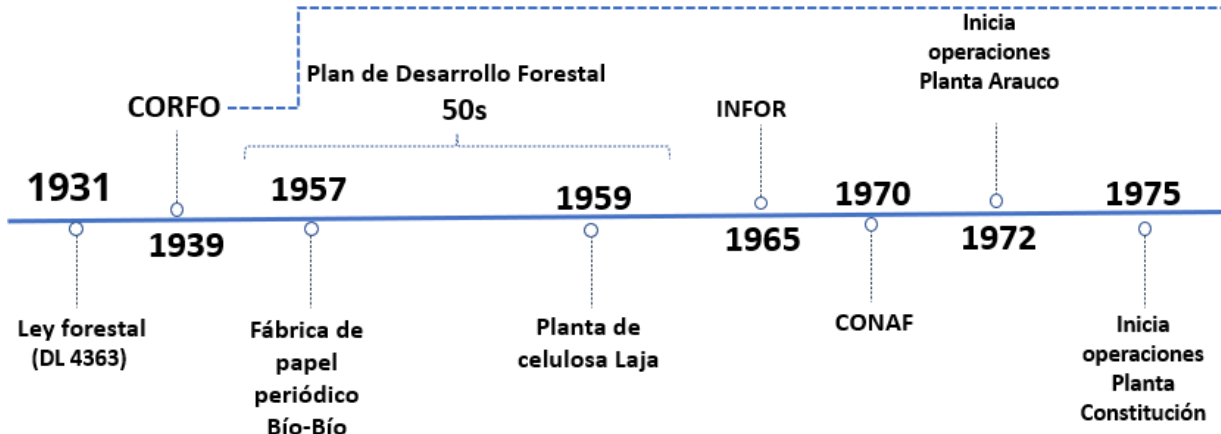 Inicia
operaciones
Planta Arauco
Plan de Desarrollo Forestal
50s
CORFO
INFOR
1931
1957
1959
1970
1975
1939
1965
1972
Ley forestal
(DL 4363)
Fábrica de
papel
periódico
Bío-Bío
Planta de
celulosa Laja
CONAF
Inicia
operaciones
Planta
Constitución